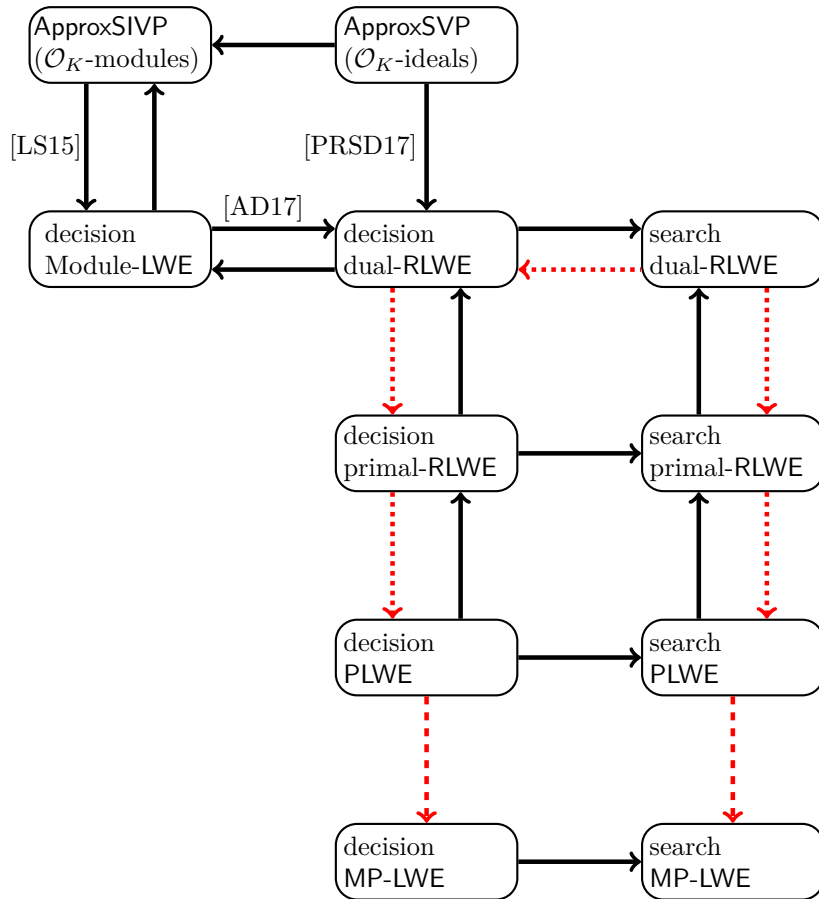 ApproxSIVP
(𝒪_K-modules)
ApproxSVP
(𝒪_K-ideals)
[LS15]
[PRSD17]
decision
Module-LWE
[AD17]
decision
dual-RLWE
search
dual-RLWE
decision
primal-RLWE
search
primal-RLWE
decision
PLWE
search
PLWE
decision
MP-LWE
search
MP-LWE